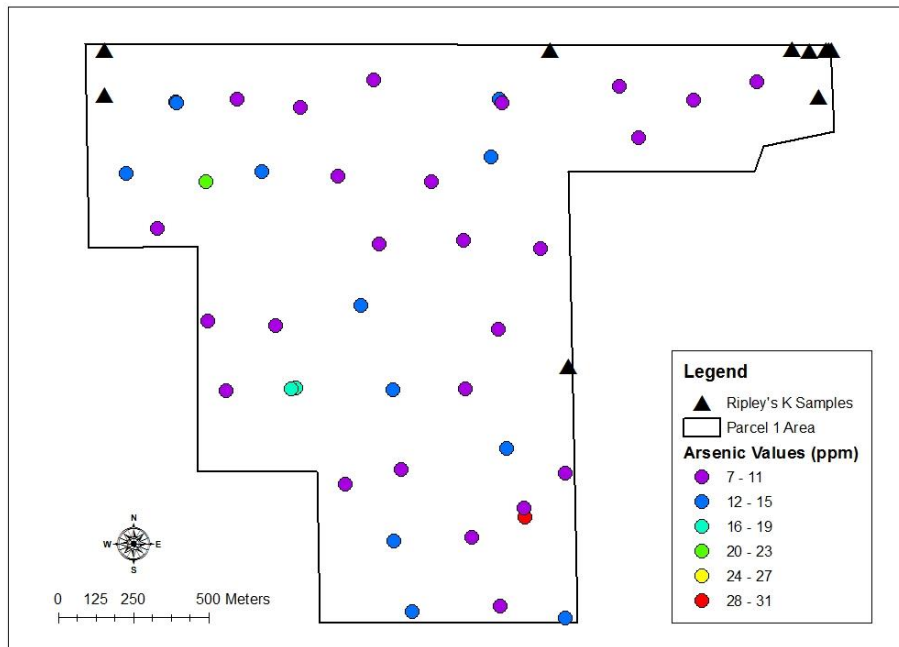 Legend
Ripley's K Samples
Parcel 1 Area
Arsenic Values (ppm)
7 - 11
12 - 15
16 - 19
20 - 23
24 - 27
28 - 31
N
W E
S
0 125 250 500 Meters